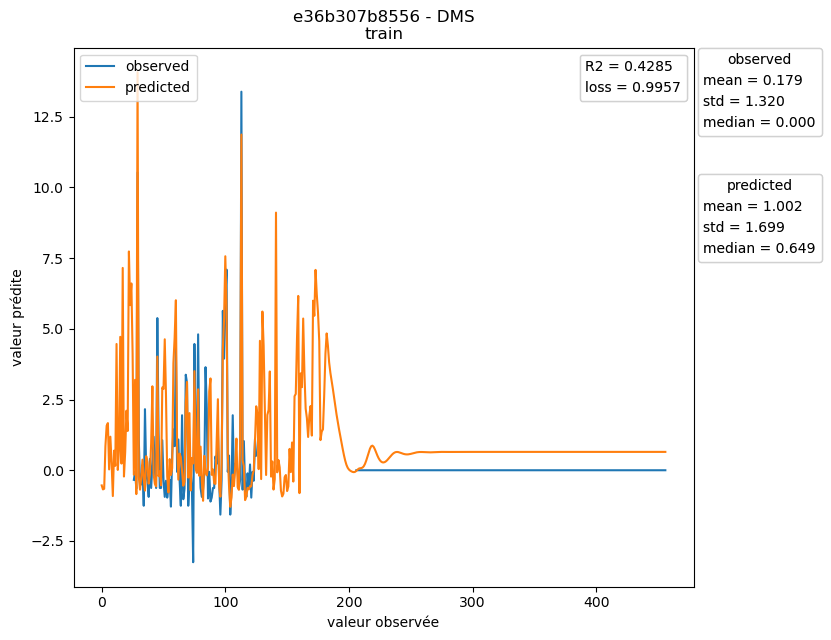 e36b307b8556 - DMS
train
observed
predicted
R2 = 0.4285
loss = 0.9957
observed
mean = 0.179
std = 1.320
median = 0.000
predicted
mean = 1.002
std = 1.699
median = 0.649
valeur prédite
12.5
10.0
7.5
5.0
2.5
0.0
−2.5
0
100
200
300
400
valeur observée